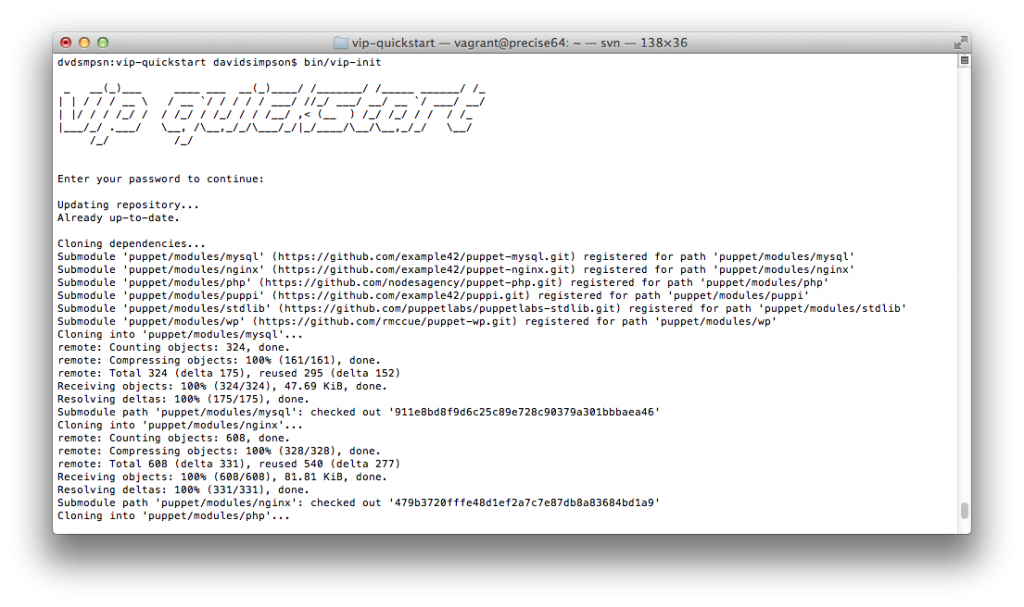 vip-quickstart — vagrant@precise64: ~ — svn — 138×36
dvdsmpsn:vip-quickstart davidsimpson$ bin/vip-init
vip quickstart
Enter your password to continue:
Updating repository...
Already up-to-date.
Cloning dependencies...
Submodule 'puppet/modules/mysql' (https://github.com/example42/puppet-mysql.git) registered for path 'puppet/modules/mysql'
Submodule 'puppet/modules/nginx' (https://github.com/example42/puppet-nginx.git) registered for path 'puppet/modules/nginx'
Submodule 'puppet/modules/php' (https://github.com/nodesagency/puppet-php.git) registered for path 'puppet/modules/php'
Submodule 'puppet/modules/puppi' (https://github.com/example42/puppi.git) registered for path 'puppet/modules/puppi'
Submodule 'puppet/modules/stdlib' (https://github.com/puppetlabs/puppetlabs-stdlib.git) registered for path 'puppet/modules/stdlib'
Submodule 'puppet/modules/wp' (https://github.com/rmccue/puppet-wp.git) registered for path 'puppet/modules/wp'
Cloning into 'puppet/modules/mysql'...
remote: Counting objects: 324, done.
remote: Compressing objects: 100% (161/161), done.
remote: Total 324 (delta 175), reused 295 (delta 152)
Receiving objects: 100% (324/324), 47.69 KiB, done.
Resolving deltas: 100% (175/175), done.
Submodule path 'puppet/modules/mysql': checked out '911e8bd8f9d6c25c89e728c90379a301bbbaea46'
Cloning into 'puppet/modules/nginx'...
remote: Counting objects: 608, done.
remote: Compressing objects: 100% (328/328), done.
remote: Total 608 (delta 331), reused 540 (delta 277)
Receiving objects: 100% (608/608), 81.81 KiB, done.
Resolving deltas: 100% (331/331), done.
Submodule path 'puppet/modules/nginx': checked out '479b3720fffe48d1ef2a7c7e87db8a83684bd1a9'
Cloning into 'puppet/modules/php'...